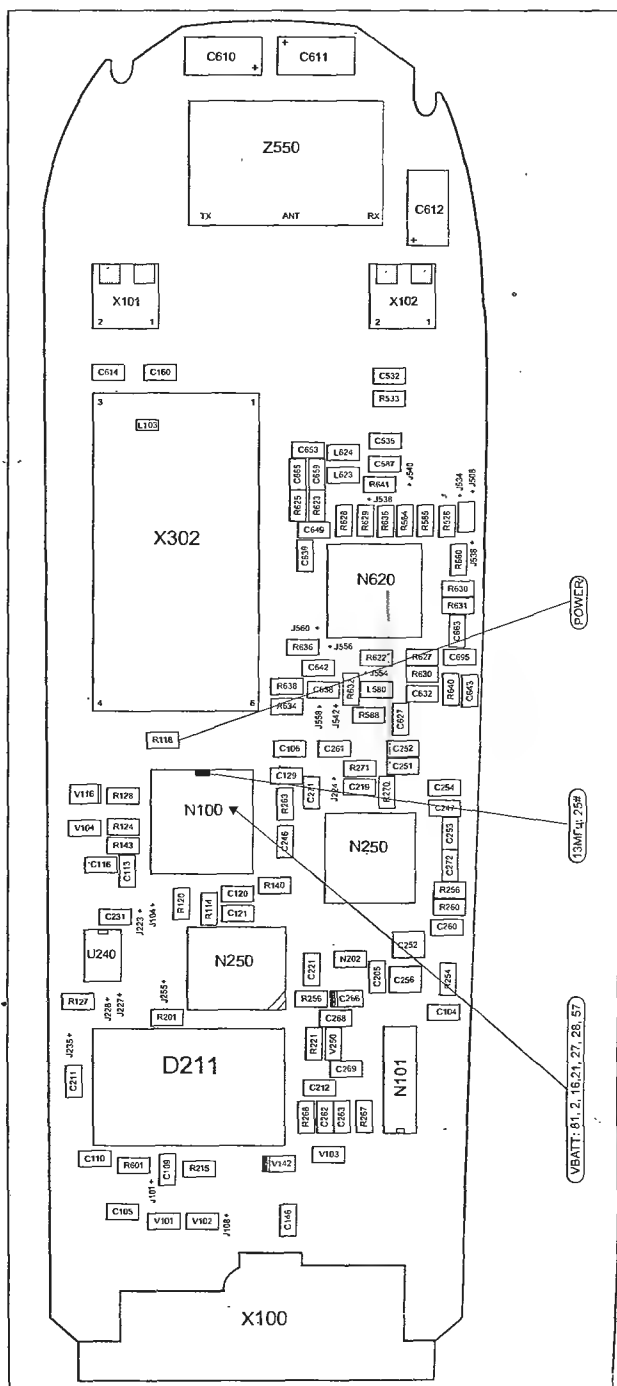 C610
+
C611
+
Z550
TX
ANT
RX
C612
+
X101
2
1
X102
2
1
C614
C160
C532
R533
3
1
L103
X302
4
C653
L624
C535
C587
C659
L623
R641
J540
J534
J508
R625
R623
J538
R628
R629
R635
R564
R585
R526
J
C649
C639
N620
R660
J536
R630
R631
C663
J560
J556
R636
R622
R627
C695
C642
J554
R630
R638
C638
R632
L580
C632
R640
C643
R634
J558
J542
R588
C627
POWER
R118
C106
C261
C252
C129
R271
C251
C271
J224
C219
R270
C254
V116
R128
N100
R263
C247
13МГц: 25#
V104
R124
C246
N250
C253
R143
C116
C113
C272
R140
R256
R120
R114
C120
R260
C231
J223
J104
C121
C260
U240
N250
C252
N202
C221
C205
C256
R254
R127
J228
J227
J255
R256
C266
C104
R201
C268
J235
D211
R221
V250
N101
C211
C269
C212
VBATT: 81, 2, 16,21, 27, 28, 57
R268
C262
C263
R267
C110
R601
C109
R215
V142
V103
J101
C105
V101
V102
J108
C146
X100